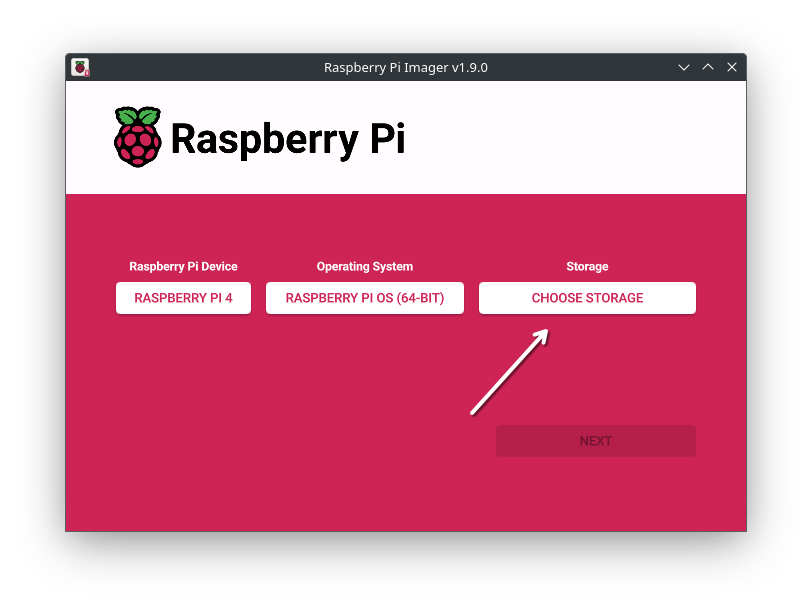 Raspberry Pi Imager v1.9.0
Raspberry Pi
Raspberry Pi Device
Operating System
Storage
RASPBERRY PI 4
RASPBERRY PI OS (64-BIT)
CHOOSE STORAGE
NEXT